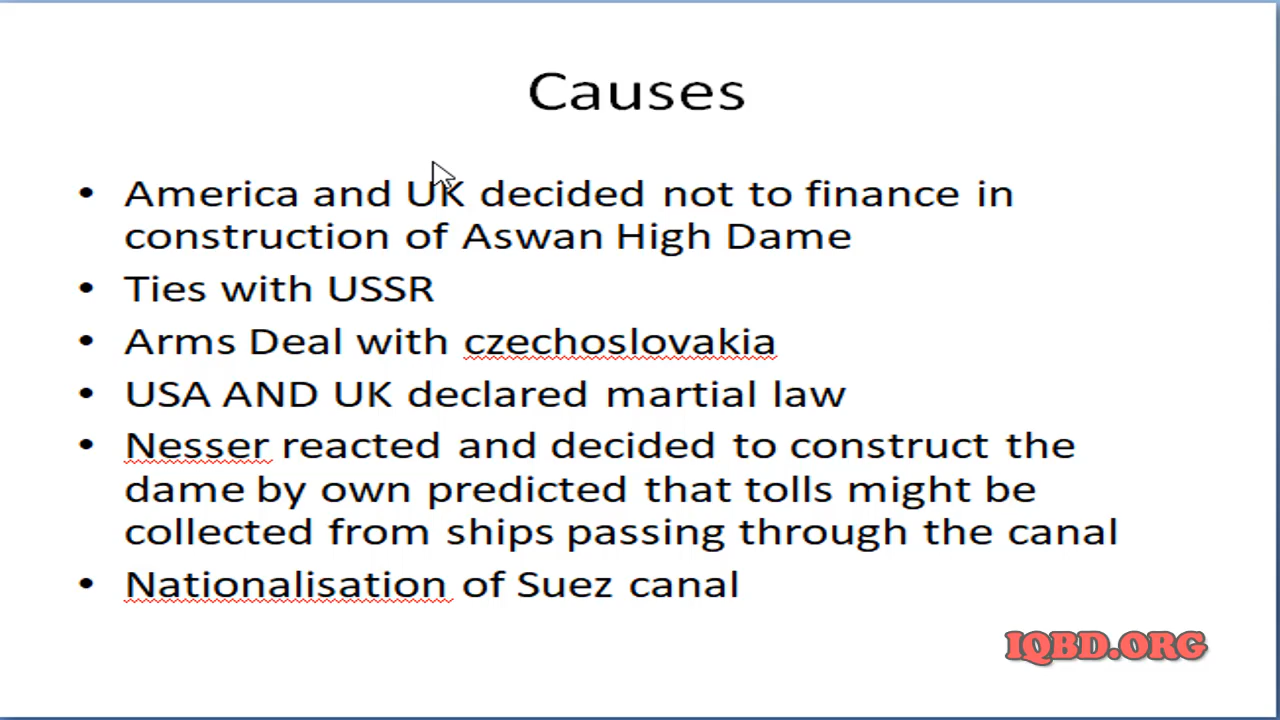 Causes
• America and UK decided not to finance in
construction of Aswan High Dame
• Ties with USSR
• Arms Deal with czechoslovakia
• USA AND UK declared martial law
• Nesser reacted and decided to construct the
dame by own predicted that tolls might be
collected from ships passing through the canal
• Nationalisation of Suez canal
IQBD.ORG